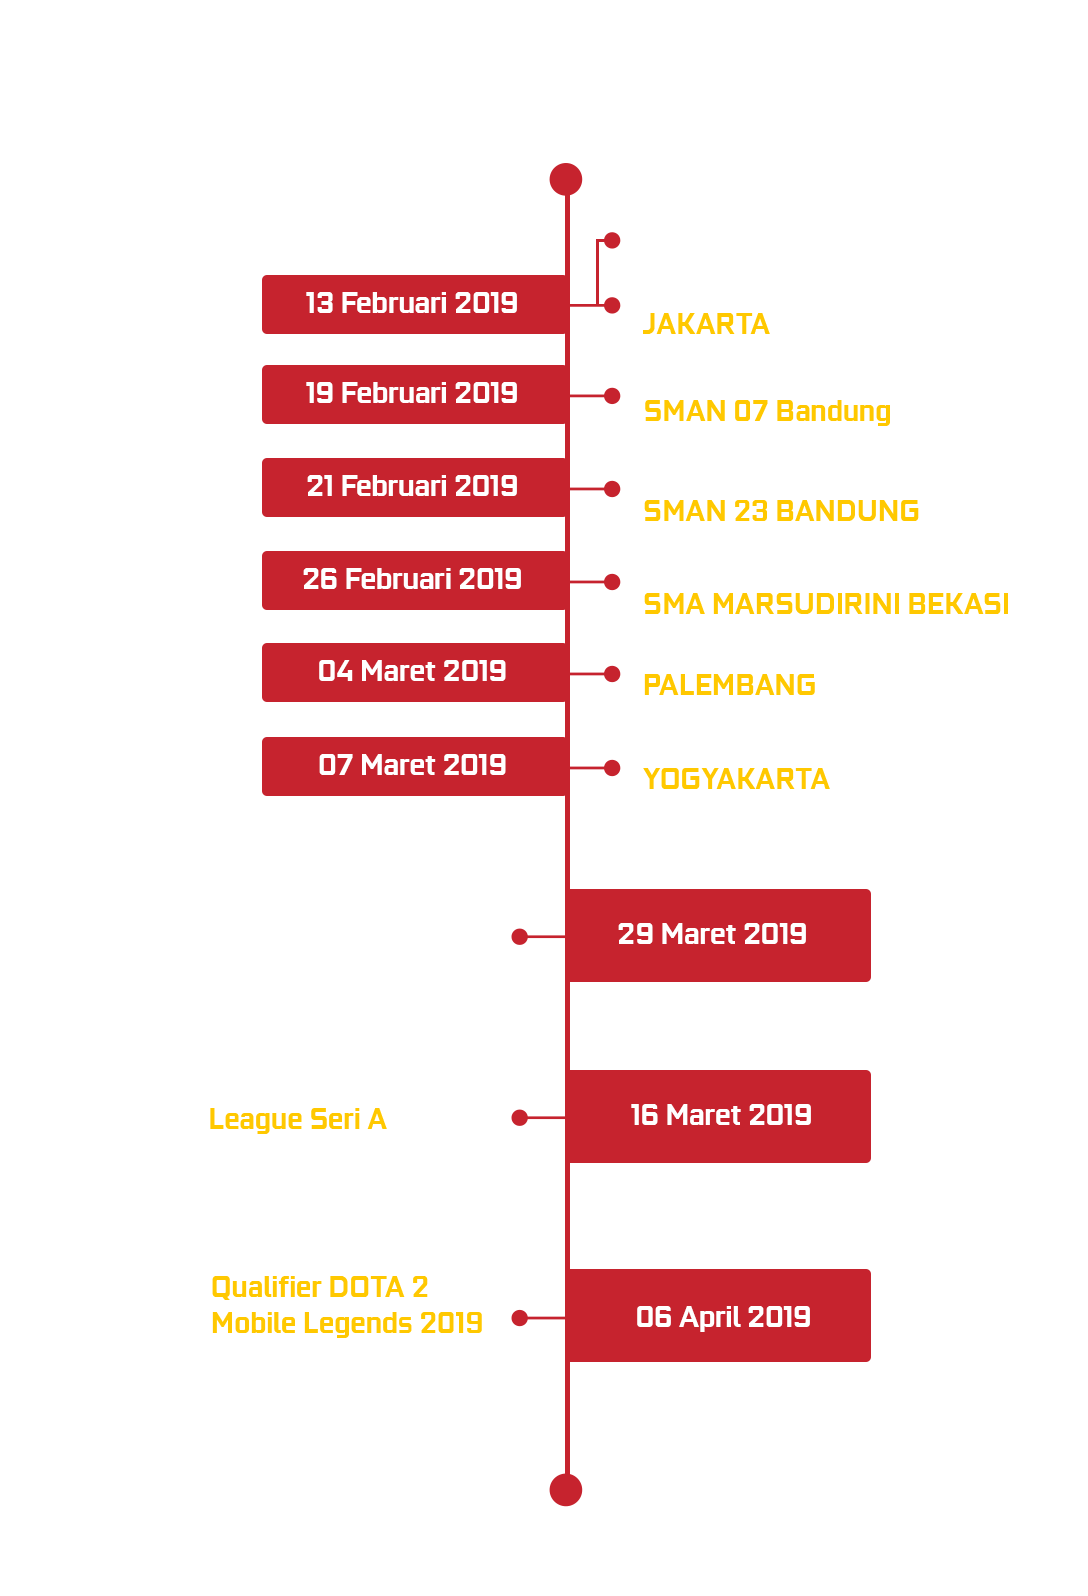 13 Februari 2019
JAKARTA
19 Februari 2019
SMAN 07 Bandung
21 Februari 2019
SMAN 23 BANDUNG
26 Februari 2019
SMA MARSUDIRINI BEKASI
04 Maret 2019
PALEMBANG
07 Maret 2019
YOGYAKARTA
29 Maret 2019
League Seri A
16 Maret 2019
Qualifier DOTA 2
Mobile Legends 2019
06 April 2019